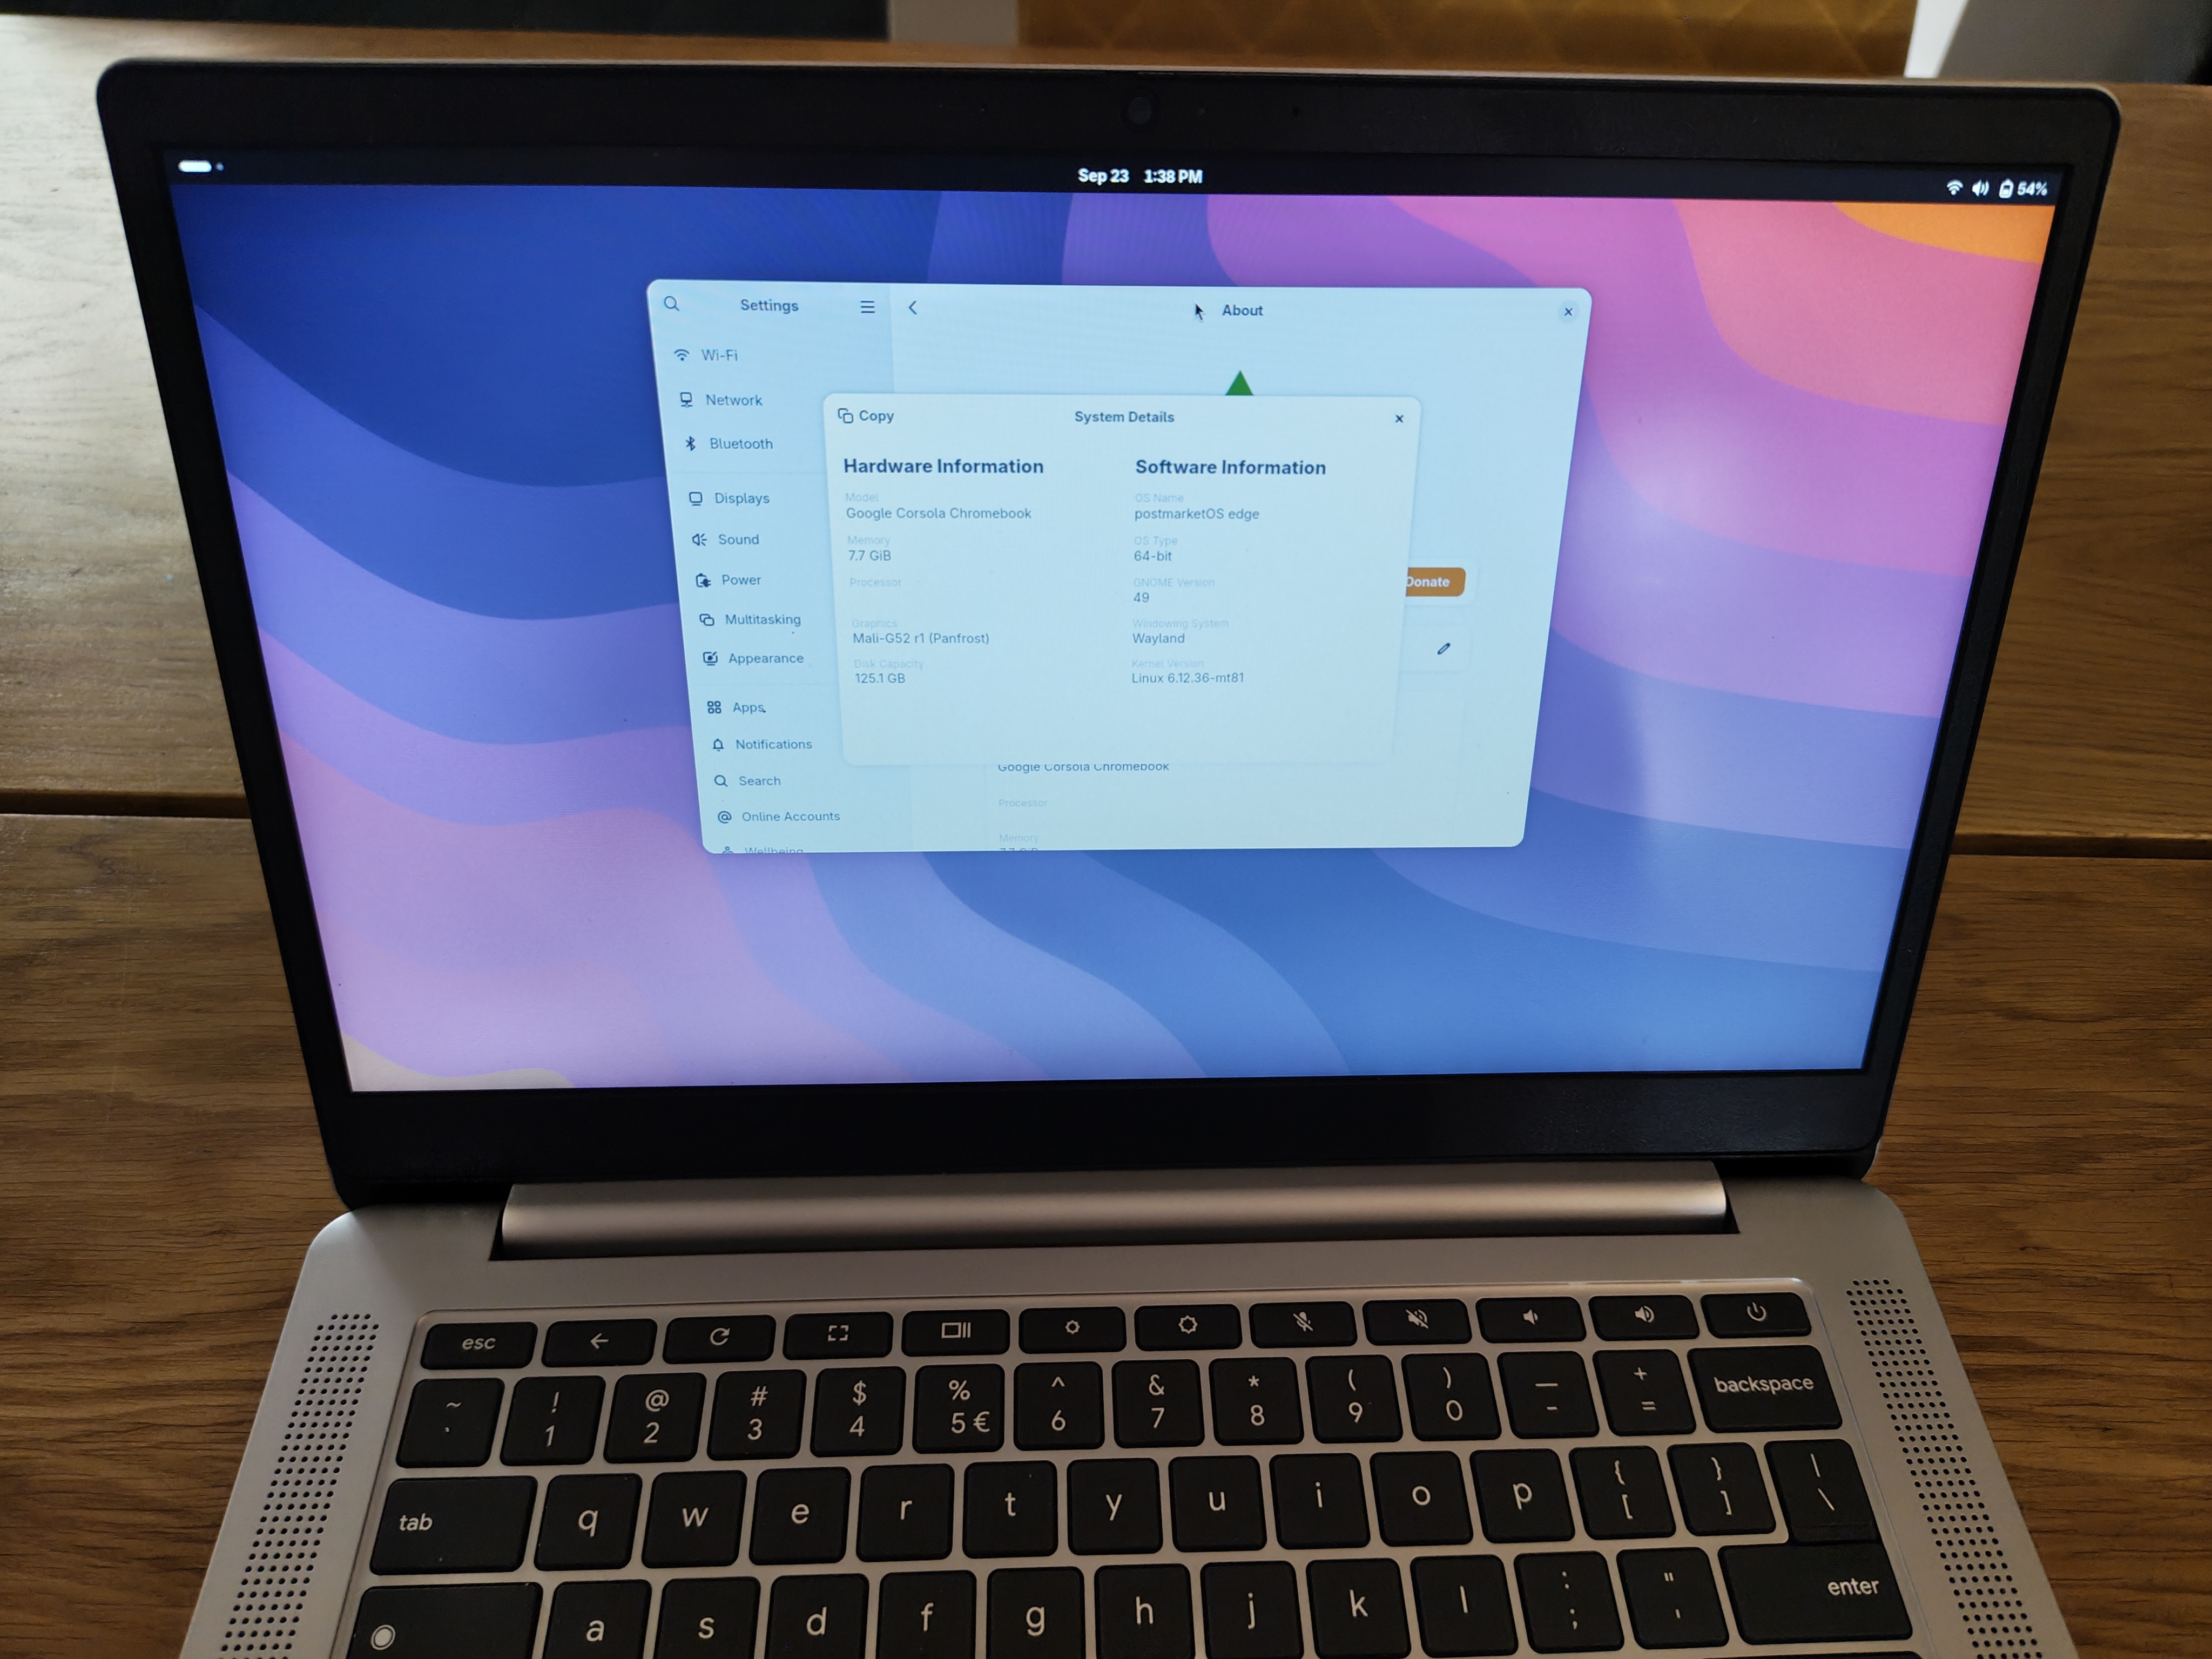 Sep 23 1:38 PM
54%
Settings
About
Wi-Fi
Network
Bluetooth
Displays
Sound
Power
Multitasking
Appearance
Apps
Notifications
Search
Online Accounts
Wellbeing
Copy
System Details
Hardware Information
Model
Google Corsola Chromebook
Memory
7.7 GiB
Processor
Graphics
Mali-G52 r1 (Panfrost)
Disk Capacity
125.1 GB
Software Information
OS Name
postmarketOS edge
OS Type
64-bit
GNOME Version
49
Windowing System
Wayland
Kernel Version
Linux 6.12.36-mt81
Donate
Google Corsola Chromebook
Processor
Memory
7.7 GiB
esc
~ ! @ # $ % ^ & * ( ) — +
` 1 2 3 4 5 € 6 7 8 9 0 - = backspace
{ } |
tab q w e r t y u i o p [ ] \
: "
a s d f g h j k l ; ' enter